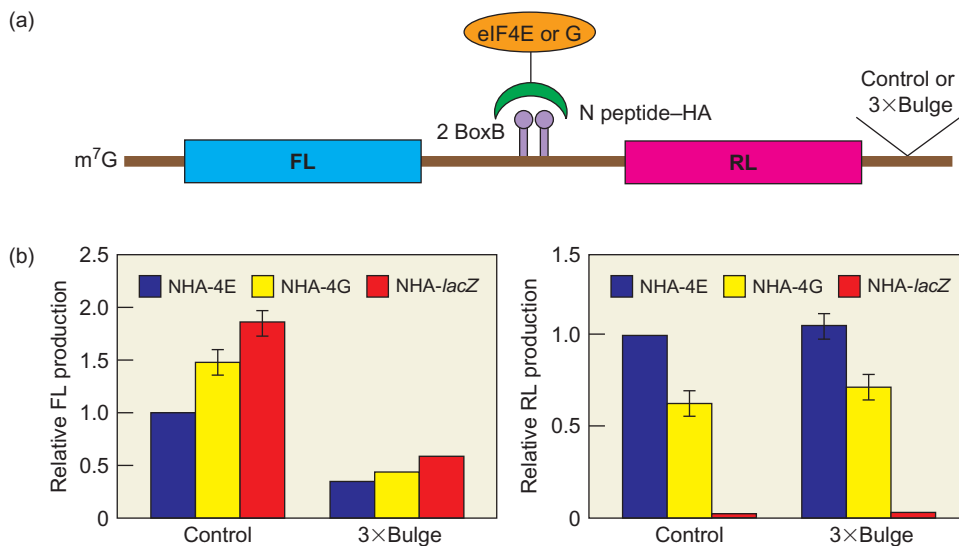 (a)
eIF4E or G
Control or
3×Bulge
2 BoxB
N peptide–HA
m⁷G
FL
RL
(b)
Relative FL production
2.5
2.0
1.5
1.0
0.5
0
NHA-4E
NHA-4G
NHA-lacZ
Control
3×Bulge
Relative RL production
1.5
1.0
0.5
0
NHA-4E
NHA-4G
NHA-lacZ
Control
3×Bulge